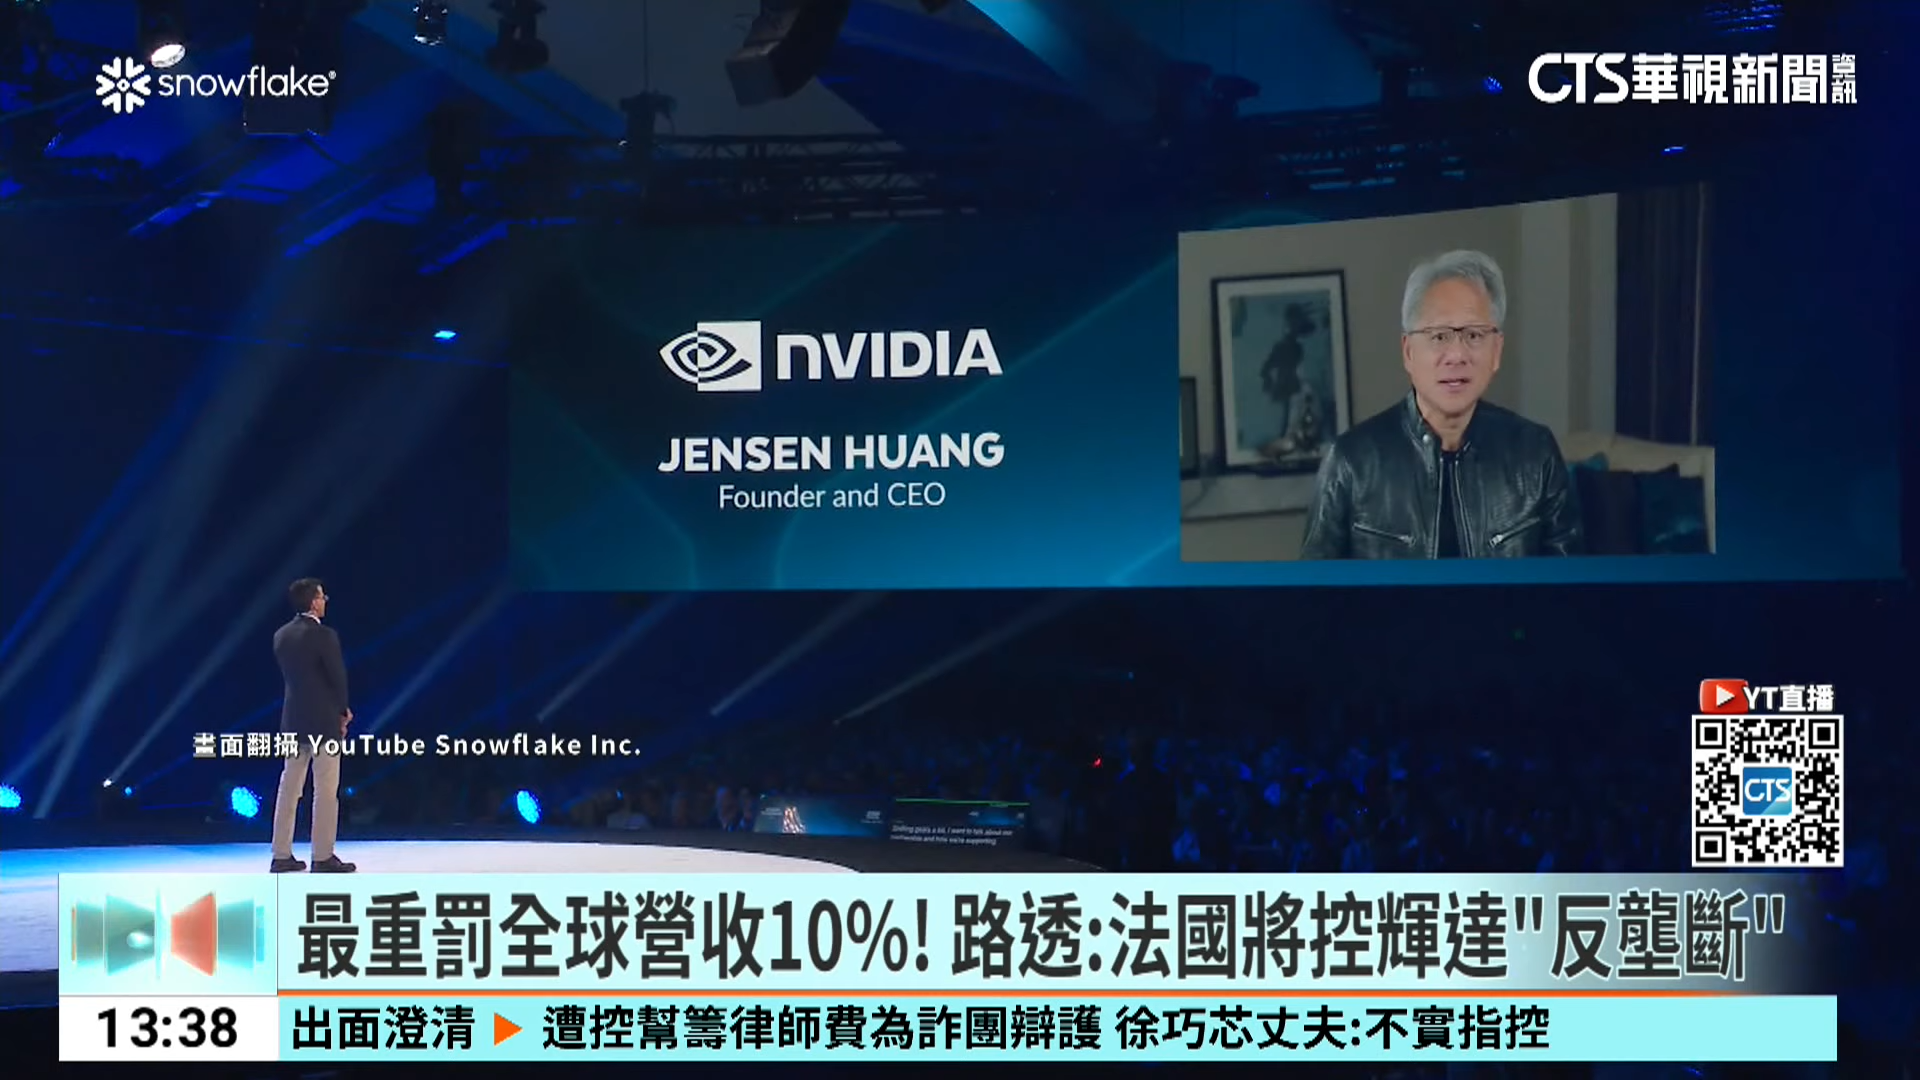 snowflake®
CTS華視新聞資訊
NVIDIA
JENSEN HUANG
Founder and CEO
YT直播
CTS
畫面翻攝 YouTube Snowflake Inc.
最重罰全球營收10%! 路透:法國將控輝達"反壟斷"
13:38
出面澄清 ▶ 遭控幫籌律師費為詐團辯護 徐巧芯丈夫:不實指控